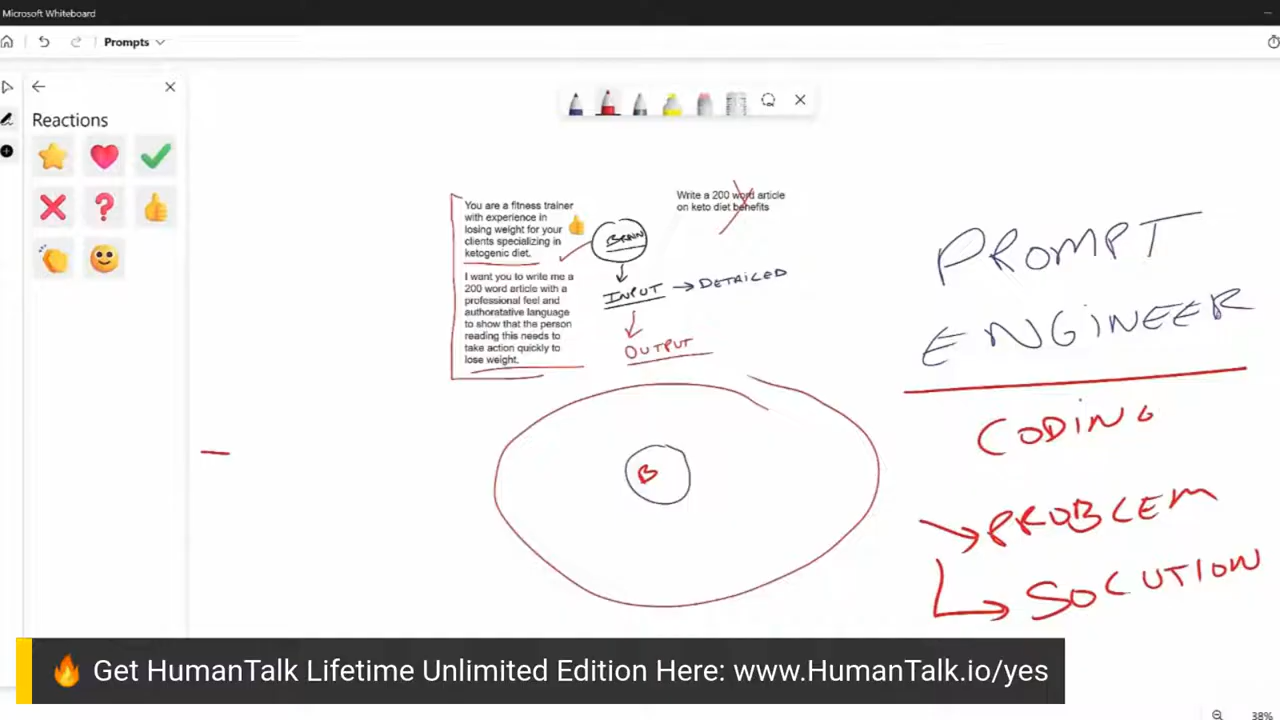 Microsoft Whiteboard
Prompts
Reactions
You are a fitness trainer
with experience in
losing weight for your
clients specializing in
ketogenic diet.
I want you to write me a
200 word article with a
professional feel and
authoratative language
to show that the person
reading this needs to
take action quickly to
lose weight.
Write a 200 word article
on keto diet benefits
BRAIN
INPUT → DETAILED
OUTPUT
B
PROMPT
ENGINEER
CODING
PROBLEM
SOLUTION
🔥 Get HumanTalk Lifetime Unlimited Edition Here: www.HumanTalk.io/yes
38%